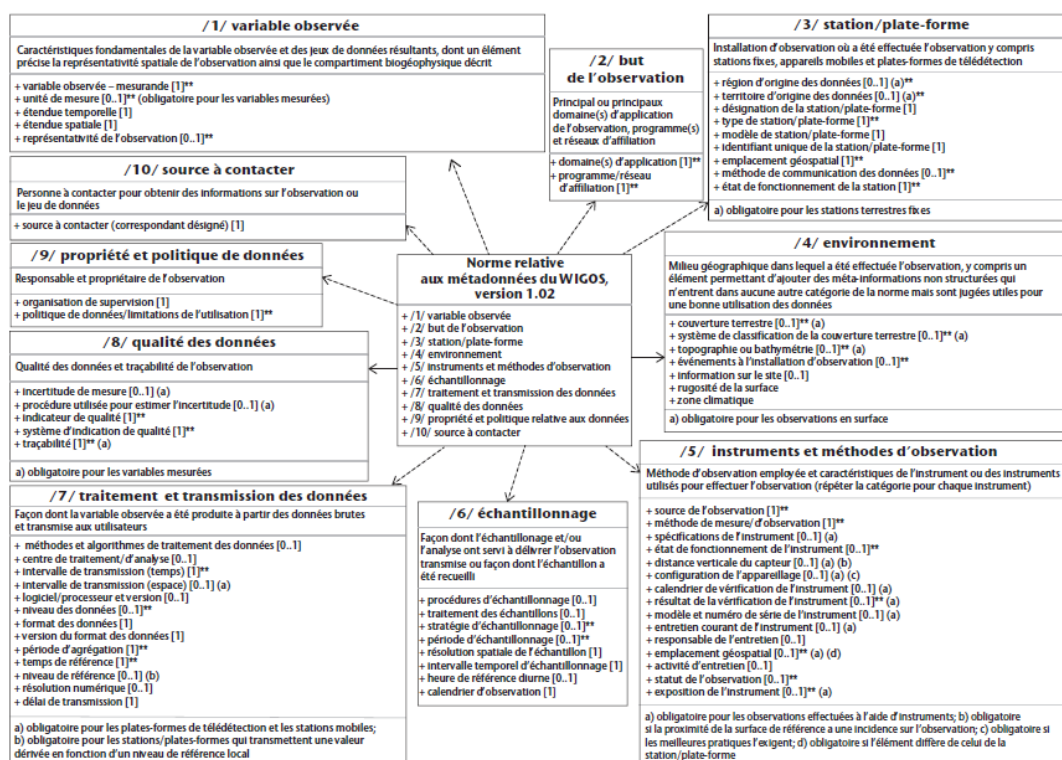 /1/ variable observée
Caractéristiques fondamentales de la variable observée et des jeux de données résultants, dont un élément
précise la représentativité spatiale de l'observation ainsi que le compartiment biogéophysique décrit
+ variable observée – mesurande [1]**
+ unité de mesure [0..1]** (obligatoire pour les variables mesurées)
+ étendue temporelle [1]
+ étendue spatiale [1]
+ représentativité de l'observation [0..1]**
/2/ but
de l'observation
Principal ou principaux
domaine(s) d'application
de l'observation, programme(s)
et réseaux d'affiliation
+ domaine(s) d'application [1]**
+ programme/réseau
d'affiliation [1]**
/3/ station/plate-forme
Installation d'observation où a été effectuée l'observation y compris
stations fixes, appareils mobiles et plates-formes de télédétection
+ région d'origine des données [0..1] (a)**
+ territoire d'origine des données [0..1] (a)**
+ désignation de la station/plate-forme [1]
+ type de station/plate-forme [1]**
+ modèle de station/plate-forme [1]
+ identifiant unique de la station/plate-forme [1]
+ emplacement géospatial [1]**
+ méthode de communication des données [0..1]**
+ état de fonctionnement de la station [1]**
a) obligatoire pour les stations terrestres fixes
/10/ source à contacter
Personne à contacter pour obtenir des informations sur l'observation ou
le jeu de données
+ source à contacter (correspondant désigné) [1]
/9/ propriété et politique de données
Responsable et propriétaire de l'observation
+ organisation de supervision [1]
+ politique de données/limitations de l'utilisation [1]**
Norme relative
aux métadonnées du WIGOS,
version 1.02
+ /1/ variable observée
+ /2/ but de l'observation
+ /3/ station/plate-forme
+ /4/ environnement
+ /5/ instruments et méthodes d'observation
+ /6/ échantillonnage
+ /7/ traitement et transmission des données
+ /8/ qualité des données
+ /9/ propriété et politique relative aux données
+ /10/ source à contacter
/4/ environnement
Milieu géographique dans lequel a été effectuée l'observation, y compris un
élément permettant d'ajouter des méta-informations non structurées qui
n'entrent dans aucune autre catégorie de la norme mais sont jugées utiles pour
une bonne utilisation des données
+ couverture terrestre [0..1]** (a)
+ système de classification de la couverture terrestre [0..1]** (a)
+ topographie ou bathymétrie [0..1]** (a)
+ événements à l'installation d'observation [0..1]**
+ information sur le site [0..1]
+ rugosité de la surface
+ zone climatique
a) obligatoire pour les observations en surface
/8/ qualité des données
Qualité des données et traçabilité de l'observation
+ incertitude de mesure [0..1] (a)
+ procédure utilisée pour estimer l'incertitude [0..1] (a)
+ indicateur de qualité [1]**
+ système d'indication de qualité [1]**
+ traçabilité [1]** (a)
a) obligatoire pour les variables mesurées
/7/ traitement et transmission des données
Façon dont la variable observée a été produite à partir des données brutes
et transmise aux utilisateurs
+ méthodes et algorithmes de traitement des données [0..1]
+ centre de traitement/d'analyse [0..1]
+ intervalle de transmission (temps) [1]**
+ intervalle de transmission (espace) [0..1] (a)
+ logiciel/processeur et version [0..1]
+ niveau des données [0..1]**
+ format des données [1]
+ version du format des données [1]
+ période d'agrégation [1]**
+ temps de référence [1]**
+ niveau de référence [0..1] (b)
+ résolution numérique [0..1]
+ délai de transmission [1]
a) obligatoire pour les plates-formes de télédétection et les stations mobiles;
b) obligatoire pour les stations/plates-formes qui transmettent une valeur
dérivée en fonction d'un niveau de référence local
/6/ échantillonnage
Façon dont l'échantillonage et/ou
l'analyse ont servi à délivrer l'observation
transmise ou façon dont l'échantillon a
été recueilli
+ procédures d'échantillonnage [0..1]
+ traitement des échantillons [0..1]
+ stratégie d'échantillonnage [0..1]**
+ période d'échantillonnage [0..1]**
+ résolution spatiale de l'échantillon [1]
+ intervalle temporel d'échantillonnage [1]
+ heure de référence diurne [0..1]
+ calendrier d'observation [1]
/5/ instruments et méthodes d'observation
Méthode d'observation employée et caractéristiques de l'instrument ou des instruments
utilisés pour effectuer l'observation (répéter la catégorie pour chaque instrument)
+ source de l'observation [1]**
+ méthode de mesure/d'observation [1]**
+ spécifications de l'instrument [1] (a)
+ état de fonctionnement de l'instrument [0..1]**
+ distance verticale du capteur [0..1] (a) (b)
+ configuration de l'appareillage [0..1] (a) (c)
+ calendrier de vérification de l'instrument [0..1] (a)
+ résultat de la vérification de l'instrument [0..1]** (a)
+ modèle et numéro de série de l'instrument [0..1] (a)
+ entretien courant de l'instrument [0..1] (a)
+ responsable de l'entretien [0..1]
+ emplacement géospatial [0..1]** (a) (d)
+ activité d'entretien [0..1]
+ statut de l'observation [0..1]**
+ exposition de l'instrument [0..1]** (a)
a) obligatoire pour les observations effectuées à l'aide d'instruments; b) obligatoire
si la proximité de la surface de référence a une incidence sur l'observation; c) obligatoire si
les meilleures pratiques l'exigent; d) obligatoire si l'élément diffère de celui de la
station/plate-forme